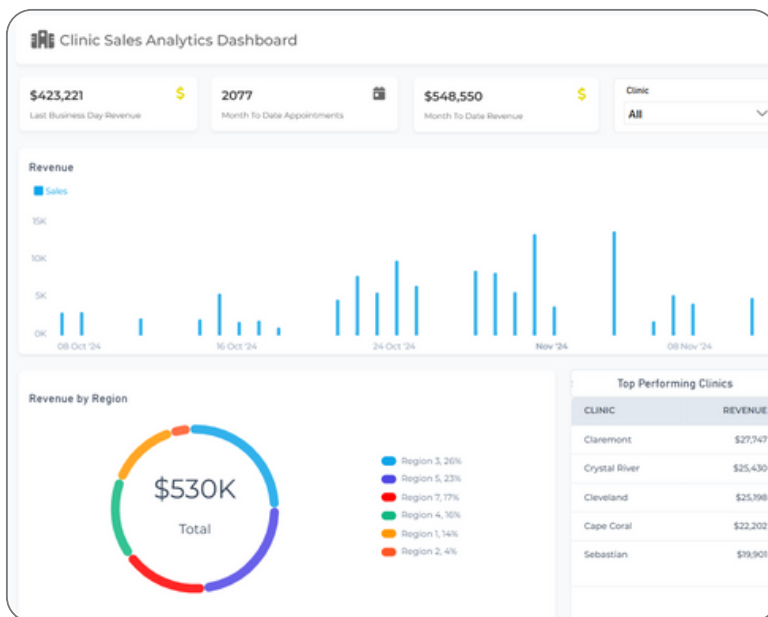 Clinic Sales Analytics Dashboard
$423,221
Last Business Day Revenue
$
2077
Month To Date Appointments
$548,550
Month To Date Revenue
$
Clinic
All
Revenue
Sales
15K
10K
5K
0K
08 Oct '24
16 Oct '24
24 Oct '24
Nov '24
08 Nov '24
Revenue by Region
$530K
Total
Region 3, 26%
Region 5, 23%
Region 7, 17%
Region 4, 16%
Region 1, 14%
Region 2, 4%
Top Performing Clinics
CLINIC REVENUE
Claremont $27,747
Crystal River $25,430
Cleveland $25,198
Cape Coral $22,202
Sebastian $19,901